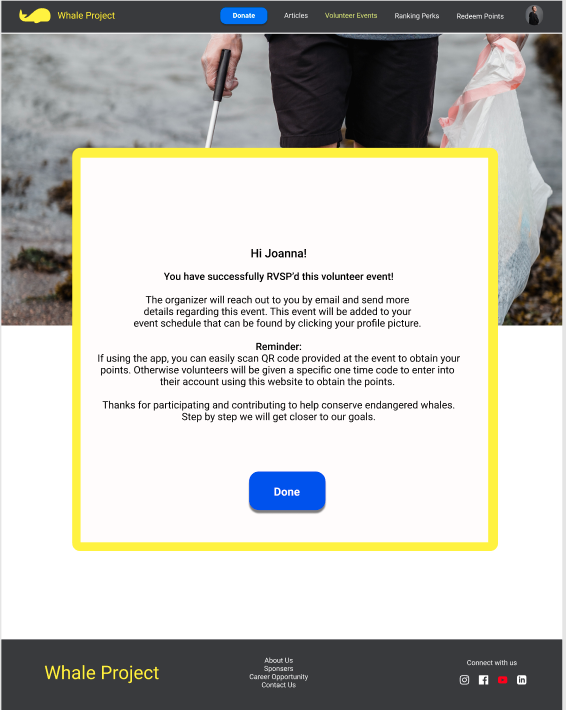 Whale Project
Donate
Articles
Volunteer Events
Ranking Perks
Redeem Points
Hi Joanna!
You have successfully RVSP'd this volunteer event!
The organizer will reach out to you by email and send more
details regarding this event. This event will be added to your
event schedule that can be found by clicking your profile picture.
Reminder:
If using the app, you can easily scan QR code provided at the event to obtain your
points. Otherwise volunteers will be given a specific one time code to enter into
their account using this website to obtain the points.
Thanks for participating and contributing to help conserve endangered whales.
Step by step we will get closer to our goals.
Done
Whale Project
About Us
Sponsers
Career Opportunity
Contact Us
Connect with us